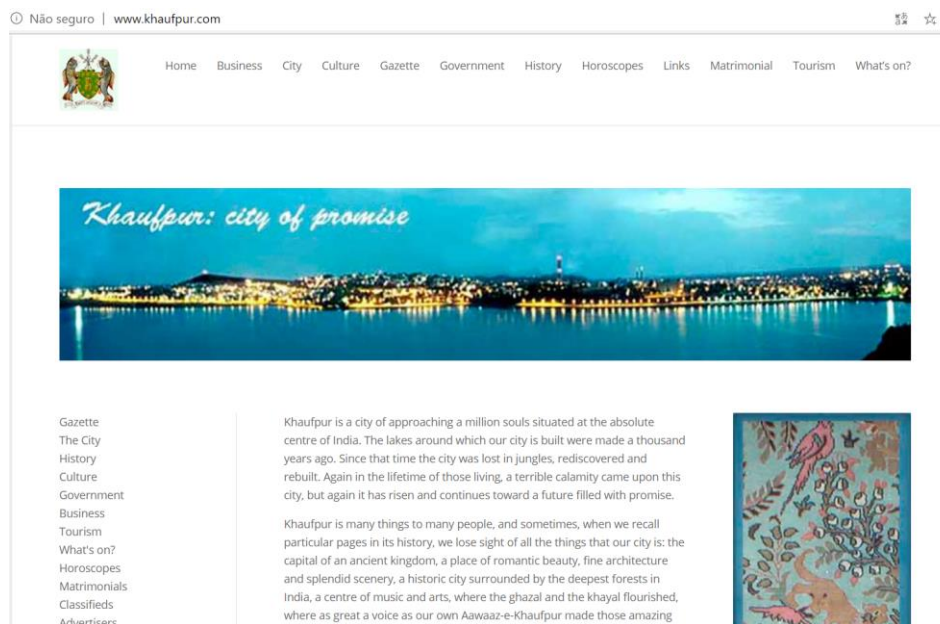 Não seguro | www.khaufpur.com
Home Business City Culture Gazette Government History Horoscopes Links Matrimonial Tourism What's on?
Khaufpur: city of promise
Gazette
The City
History
Culture
Government
Business
Tourism
What's on?
Horoscopes
Matrimonials
Classifieds
Advertisers
Khaufpur is a city of approaching a million souls situated at the absolute
centre of India. The lakes around which our city is built were made a thousand
years ago. Since that time the city was lost in jungles, rediscovered and
rebuilt. Again in the lifetime of those living, a terrible calamity came upon this
city, but again it has risen and continues toward a future filled with promise.
Khaufpur is many things to many people, and sometimes, when we recall
particular pages in its history, we lose sight of all the things that our city is: the
capital of an ancient kingdom, a place of romantic beauty, fine architecture
and splendid scenery, a historic city surrounded by the deepest forests in
India, a centre of music and arts, where the ghazal and the khayal flourished,
where as great a voice as our own Aawaaz-e-Khaufpur made those amazing